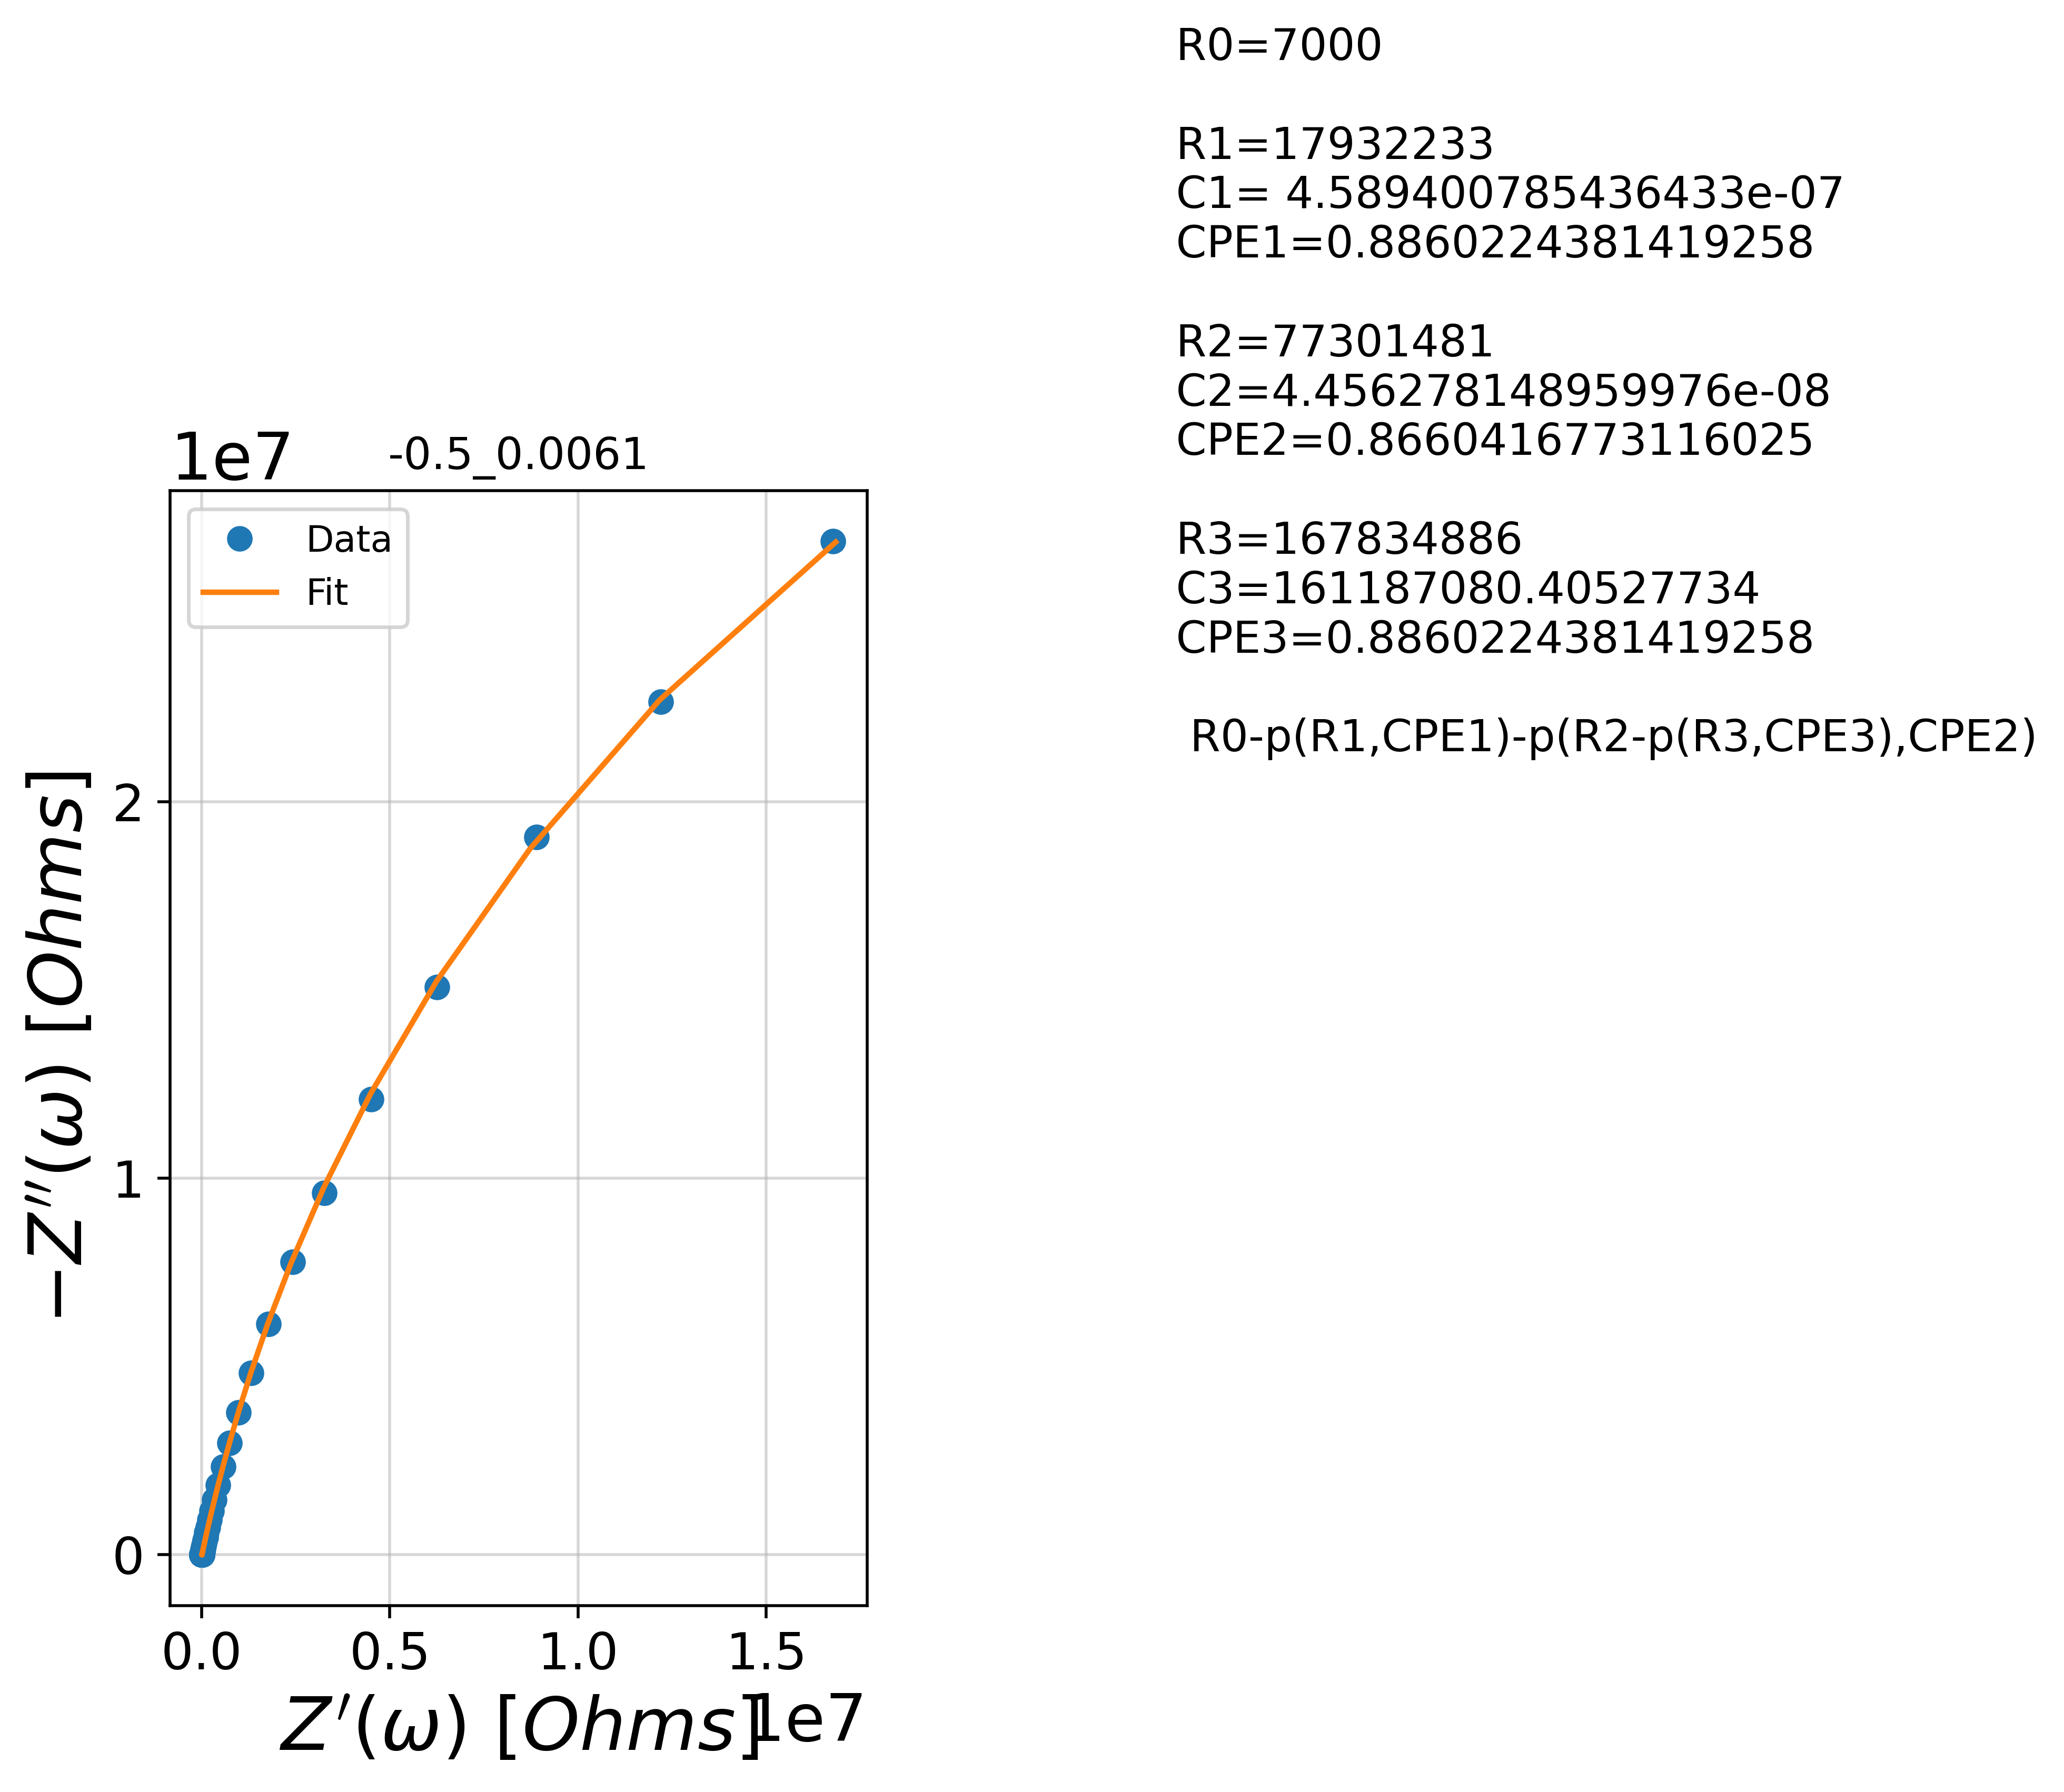 R0=7000
R1=17932233
C1= 4.589400785436433e-07
CPE1=0.8860224381419258
R2=77301481
C2=4.456278148959976e-08
CPE2=0.8660416773116025
R3=167834886
C3=161187080.40527734
CPE3=0.8860224381419258
R0-p(R1,CPE1)-p(R2-p(R3,CPE3),CPE2)
1e7
-0.5_0.0061
Data
Fit
2
1
0
−Z′′(ω) [Ohms]
0.0 0.5 1.0 1.5
Z′(ω) [Ohms]
1e7